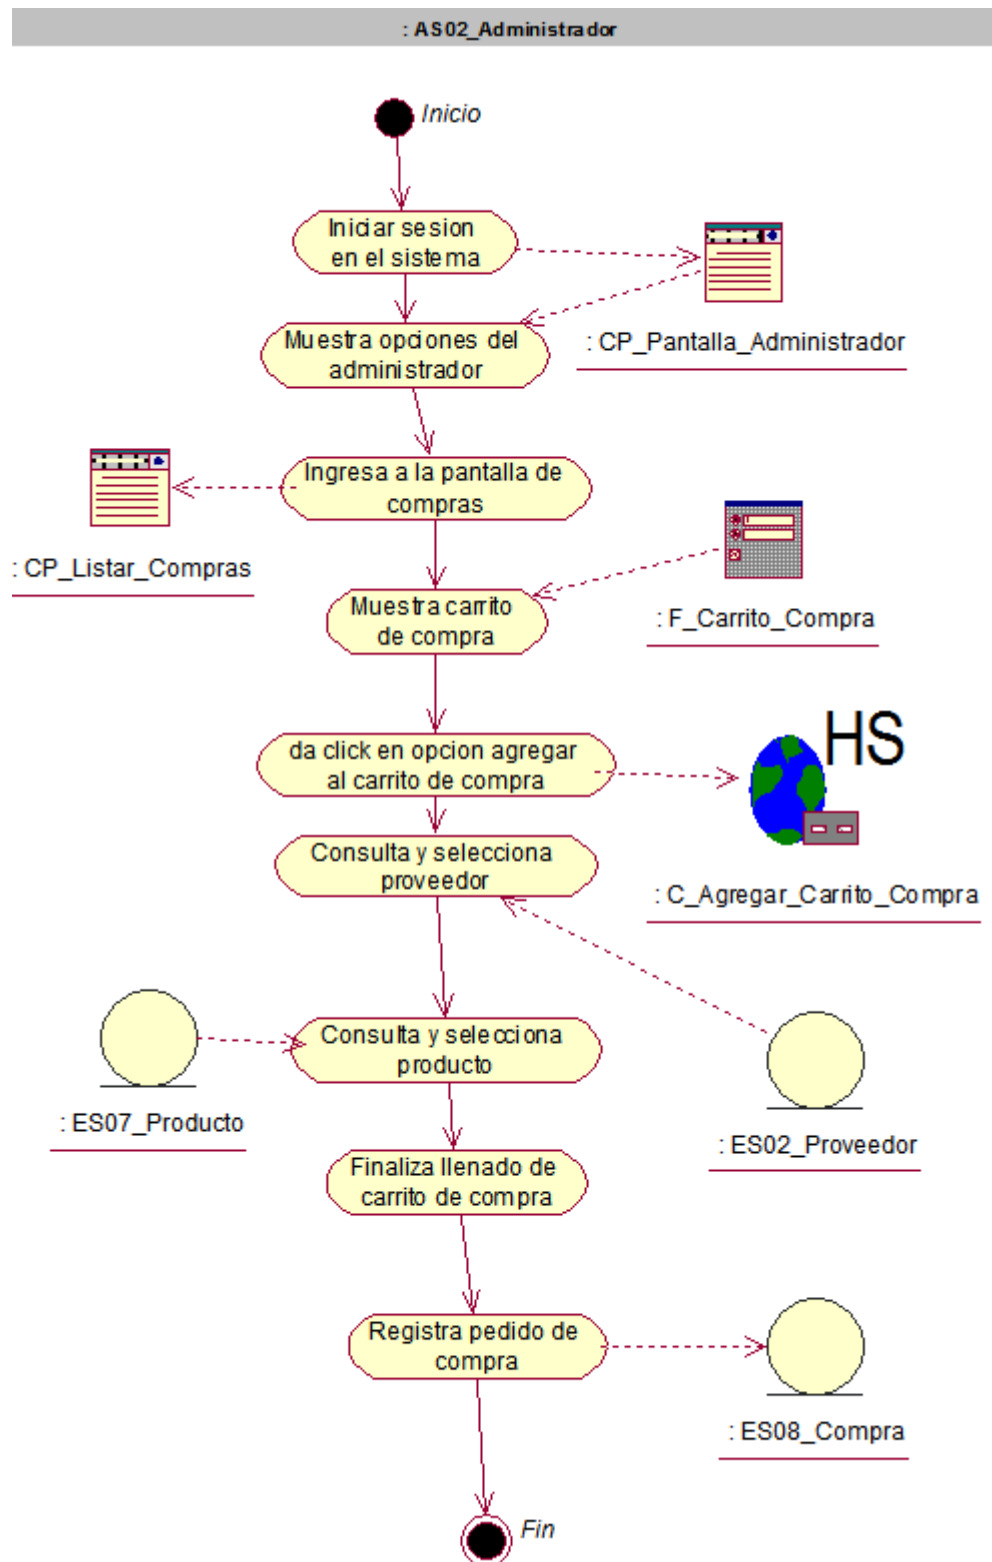 : AS02_Administrador
Inicio
Iniciar sesion
en el sistema
Muestra opciones del
administrador
: CP_Pantalla_Administrador
Ingresa a la pantalla de
compras
: CP_Listar_Compras
Muestra carrito
de compra
: F_Carrito_Compra
HS
da click en opcion agregar
al carrito de compra
Consulta y selecciona
proveedor
: C_Agregar_Carrito_Compra
Consulta y selecciona
producto
: ES07_Producto
: ES02_Proveedor
Finaliza llenado de
carrito de compra
Registra pedido de
compra
: ES08_Compra
Fin